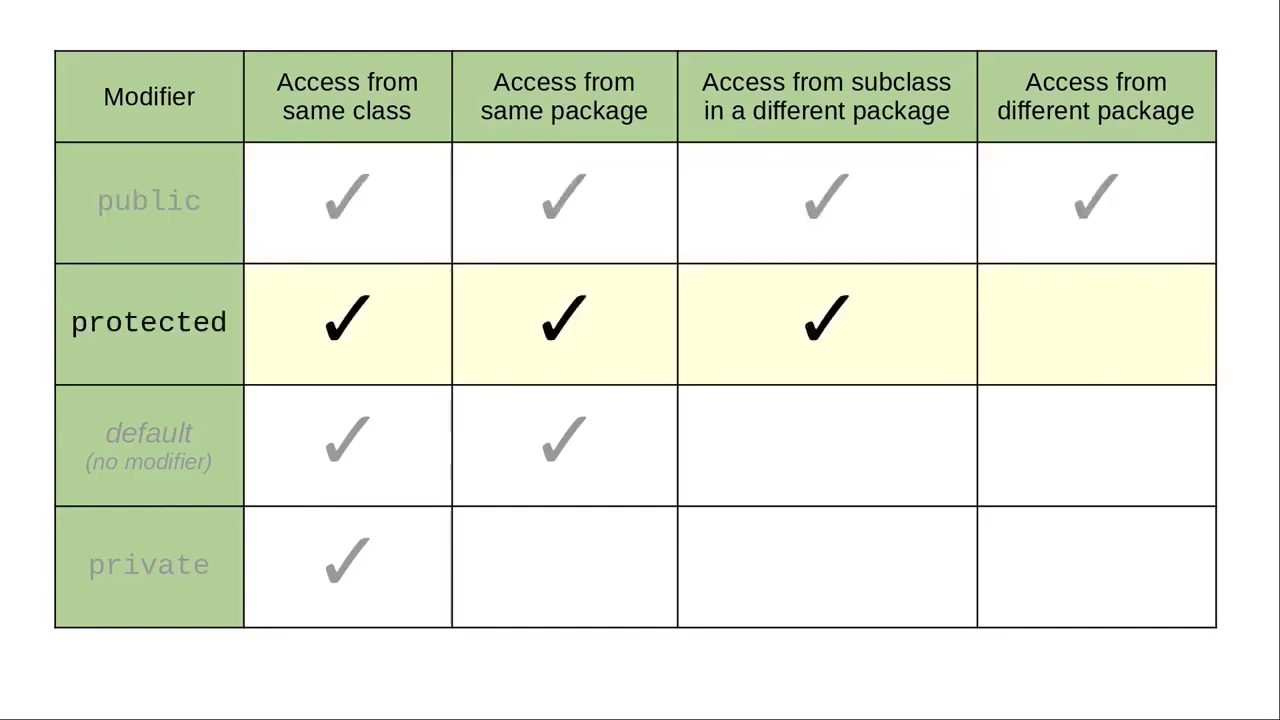 Modifier
Access from
same class
Access from
same package
Access from subclass
in a different package
Access from
different package
public
✓ ✓ ✓ ✓
protected
✓ ✓ ✓
default
(no modifier)
✓ ✓
private
✓